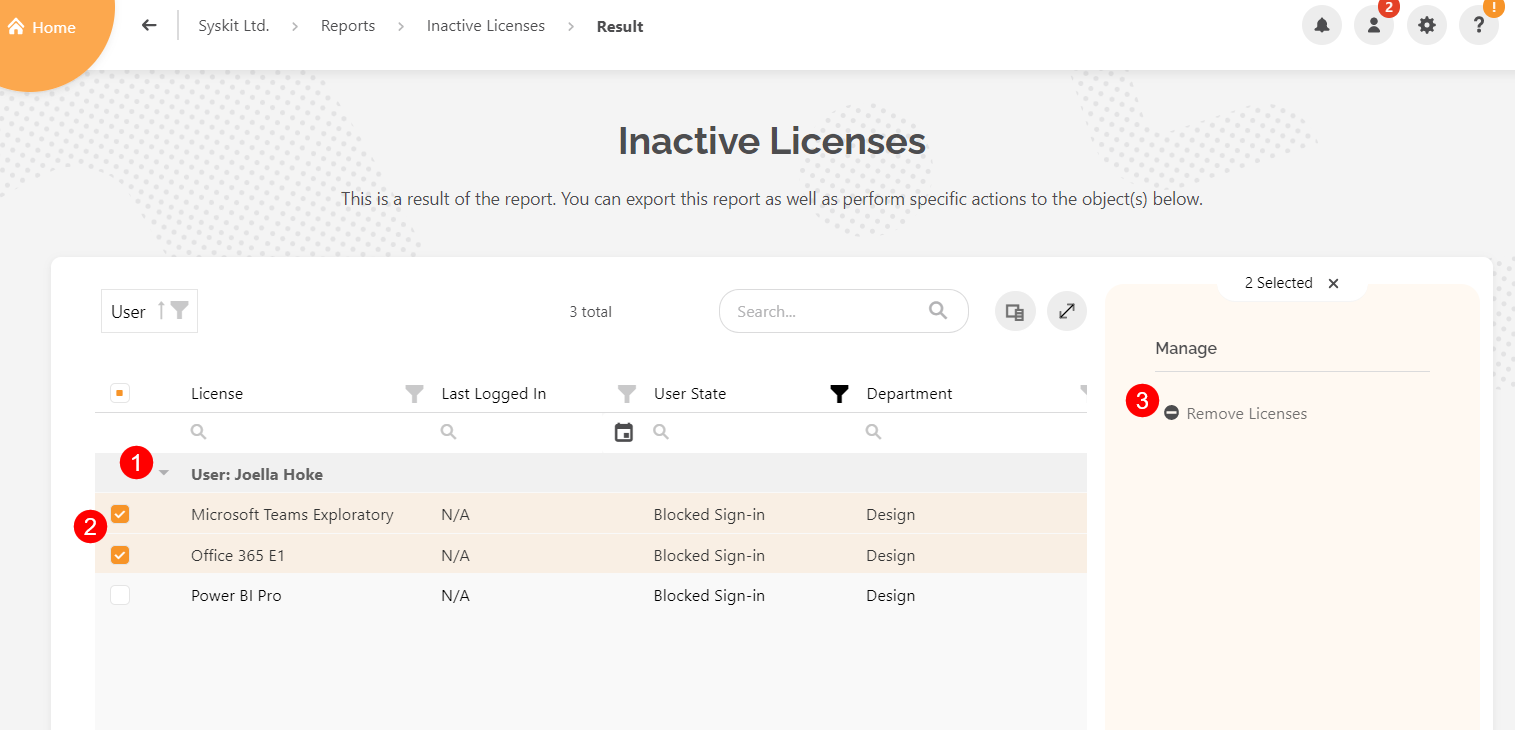 Home
Syskit Ltd. > Reports > Inactive Licenses > Result
2
!
?
Inactive Licenses
This is a result of the report. You can export this report as well as perform specific actions to the object(s) below.
User
3 total
Search...
2 Selected
Manage
3
Remove Licenses
License
Last Logged In
User State
Department
1
User: Joella Hoke
2
Microsoft Teams Exploratory N/A Blocked Sign-in Design
Office 365 E1 N/A Blocked Sign-in Design
Power BI Pro N/A Blocked Sign-in Design